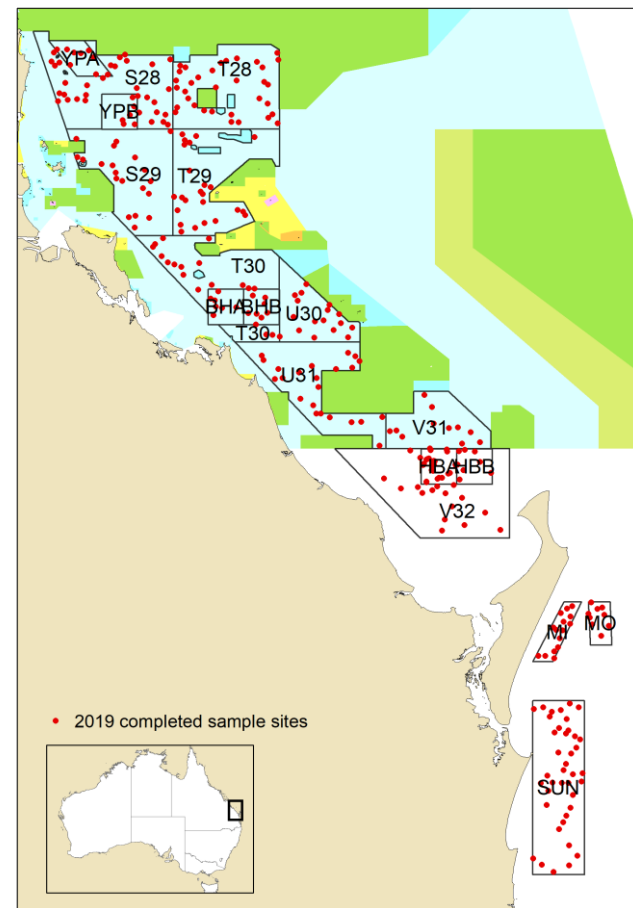 YPA
S28
T28
YPB
S29
T29
T30
BHA
BHB
U30
T30
U31
V31
HBA
HBB
V32
MI
MO
2019 completed sample sites
SUN